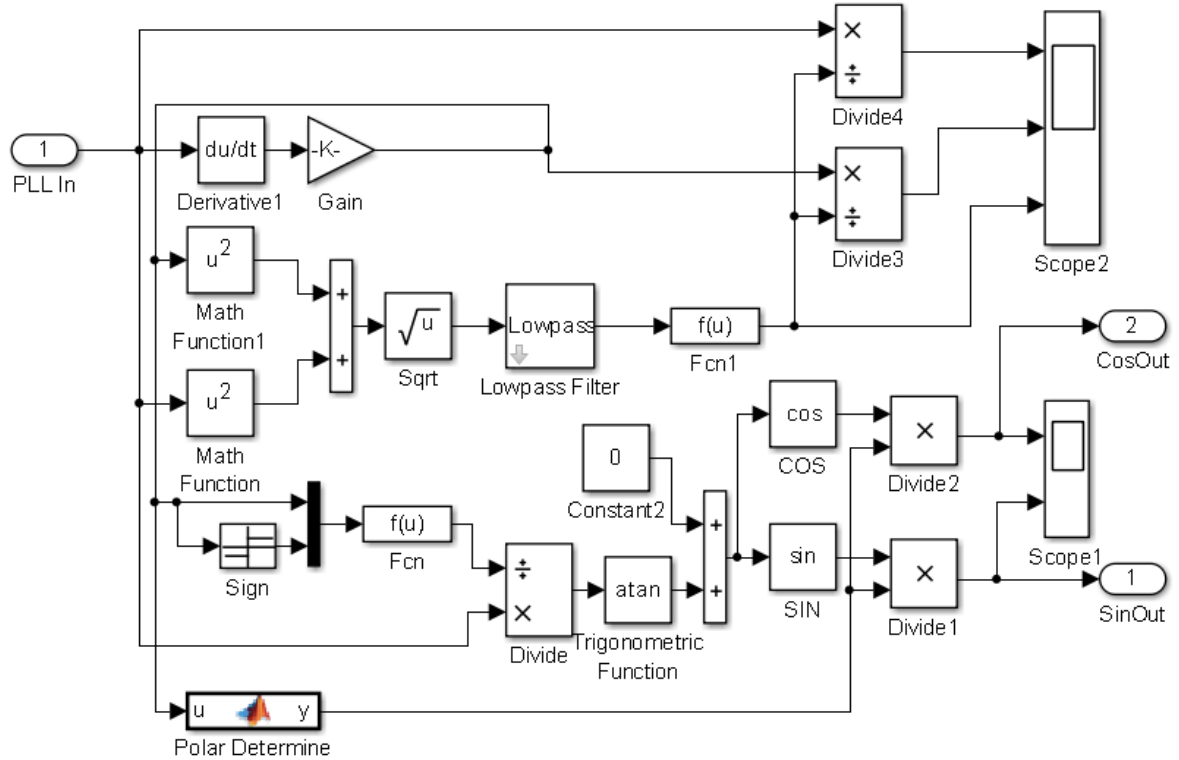 ×
÷
Divide4
1
PLL In
du/dt
Derivative1
-K-
Gain
×
÷
Divide3
Scope2
u2
Math
Function1
+
+
√u
Sqrt
Lowpass
Lowpass Filter
f(u)
Fcn1
2
CosOut
u2
Math
Function
0
Constant2
cos
COS
×
Divide2
Scope1
Sign
f(u)
Fcn
÷
×
Divide
atan
Trigonometric
Function
+
+
sin
SIN
×
Divide1
1
SinOut
u y
Polar Determine